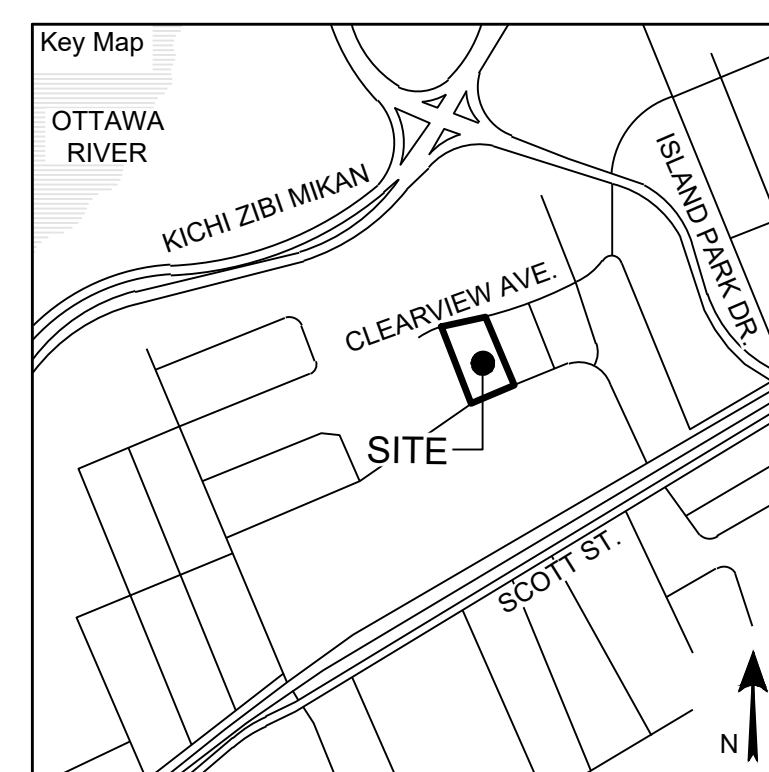 Key Map
OTTAWA
RIVER
KICHI ZIBI MIKAN
ISLAND PARK DR.
CLEARVIEW AVE.
SITE
SCOTT ST.
N